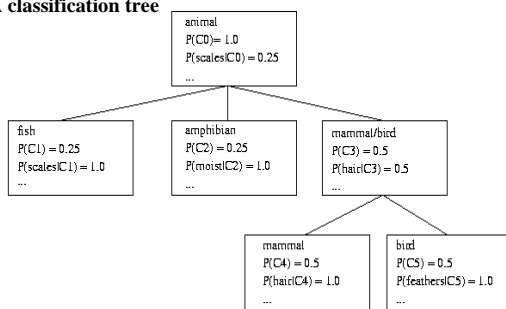 classification tree
animal
P(C0)= 1.0
P(scales|C0) = 0.25
...
fish
P(C1) = 0.25
P(scales|C1) = 1.0
...
amphibian
P(C2) = 0.25
P(moist|C2) = 1.0
...
mammal/bird
P(C3) = 0.5
P(hair|C3) = 0.5
...
mammal
P(C4) = 0.5
P(hair|C4) = 1.0
...
bird
P(C5) = 0.5
P(feathers|C5) = 1.0
...